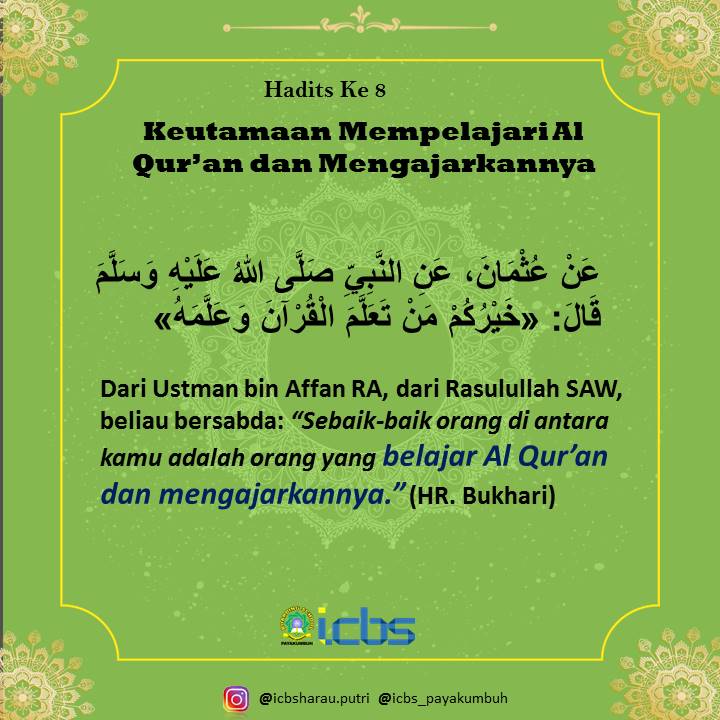 Hadits Ke 8
Keutamaan Mempelajari Al
Qur’an dan Mengajarkannya
عَنْ عُثْمَانَ، عَنِ النَّبِيِّ صَلَّى اللهُ عَلَيْهِ وَسَلَّمَ
قَالَ: «خَيْرُكُمْ مَنْ تَعَلَّمَ الْقُرْآنَ وَعَلَّمَهُ»
Dari Ustman bin Affan RA, dari Rasulullah SAW,
beliau bersabda: “Sebaik-baik orang di antara
kamu adalah orang yang belajar Al Qur’an
dan mengajarkannya.” (HR. Bukhari)
icbs
PAYAKUMBUH
@icbsharau.putri @icbs_payakumbuh